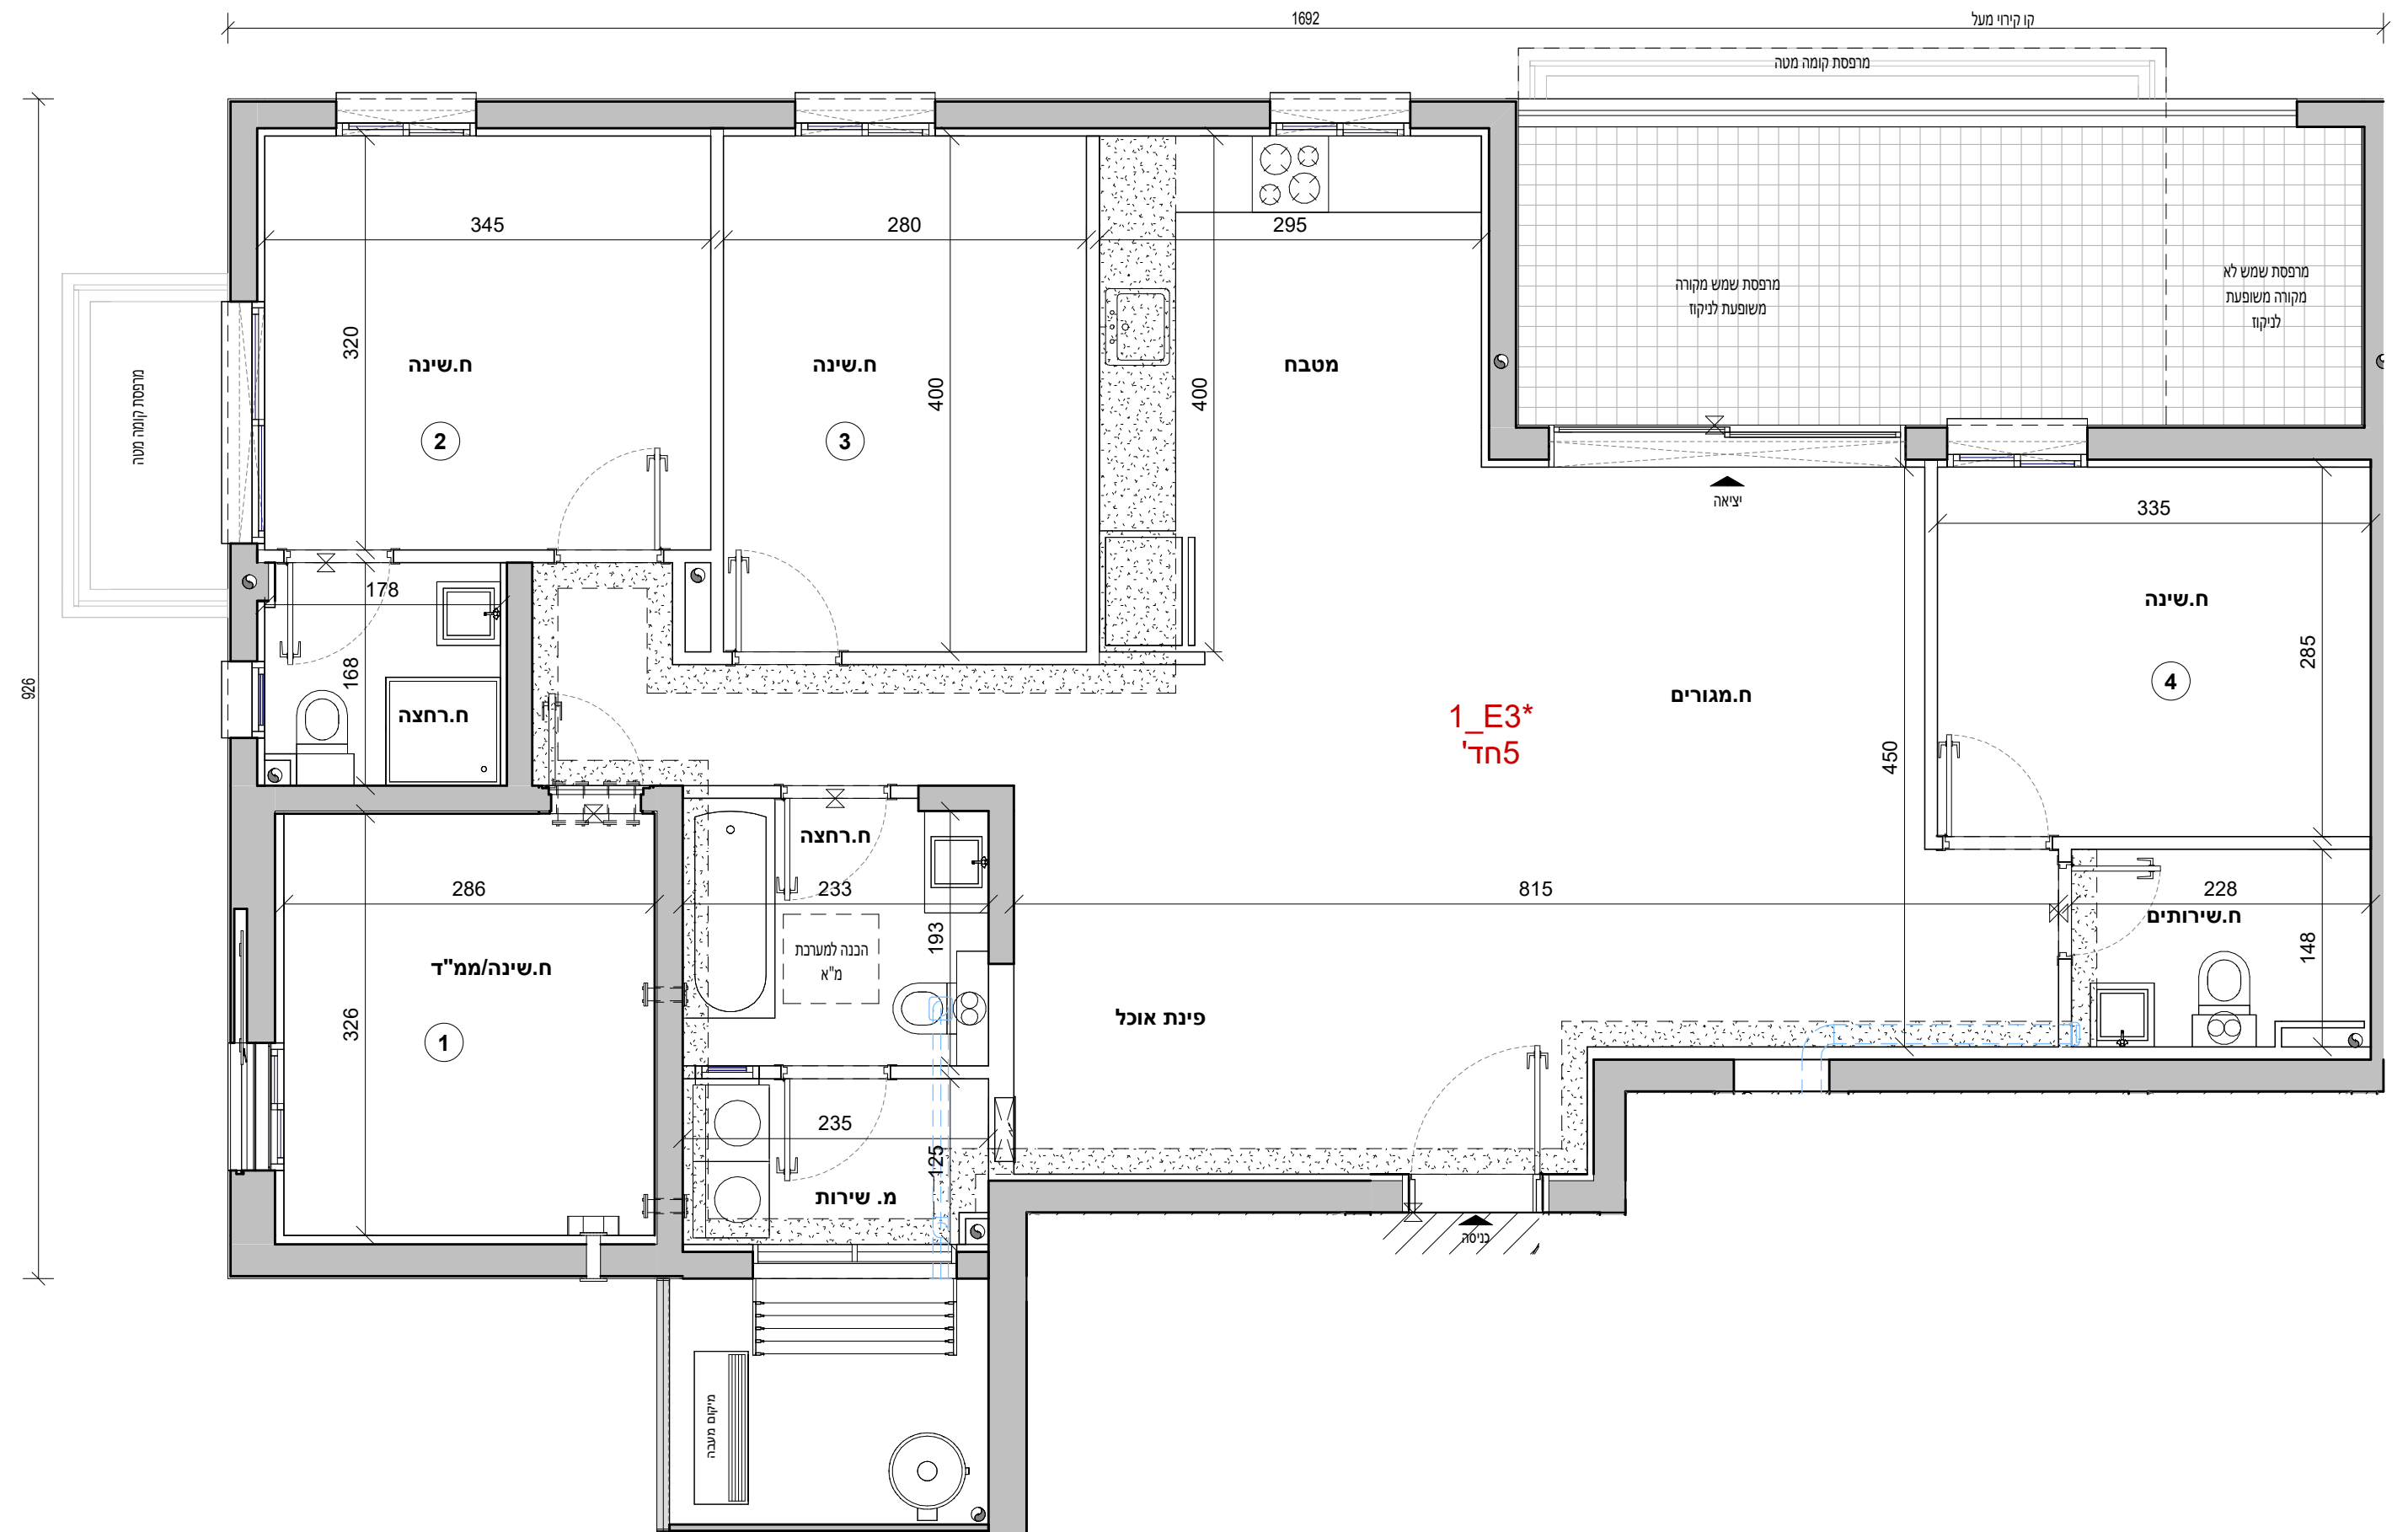 1692
קו קירוי מעל
מרפסת קומה מטה
926
מרפסת קומה מטה
345
280
295
320
400
400
ח.שינה
2
ח.שינה
3
מטבח
מרפסת שמש מקורה
משופעת לניקוז
מרפסת שמש לא
מקורה משופעת
לניקוז
יציאה
335
ח.שינה
285
4
178
168
ח.רחצה
ח.מגורים
1_E3*
5חד'
450
ח.רחצה
286
233
815
228
ח.שירותים
148
193
הבנה למערכת
מ"א
ח.שינה/ממ"ד
326
1
פינת אוכל
235
125
מ. שירות
כניסה
מיקום מעבה